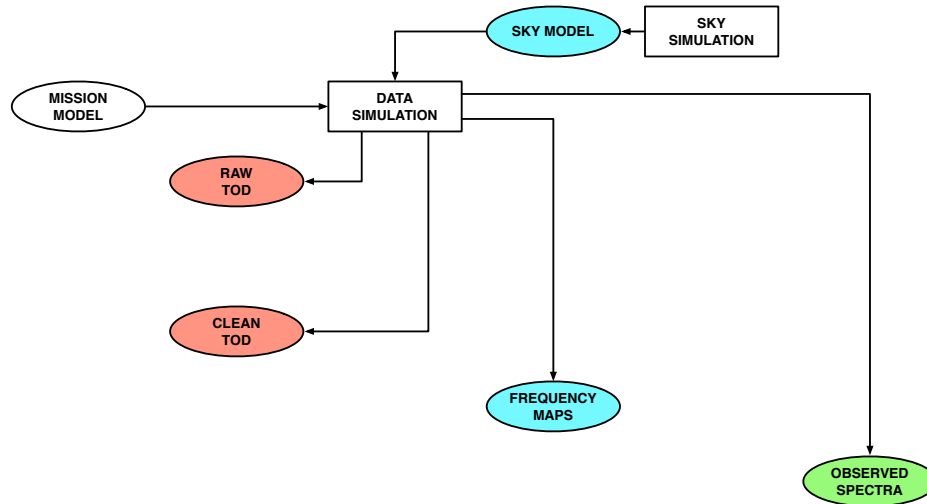 SKY MODEL
SKY
SIMULATION
MISSION
MODEL
DATA
SIMULATION
RAW
TOD
CLEAN
TOD
FREQUENCY
MAPS
OBSERVED
SPECTRA